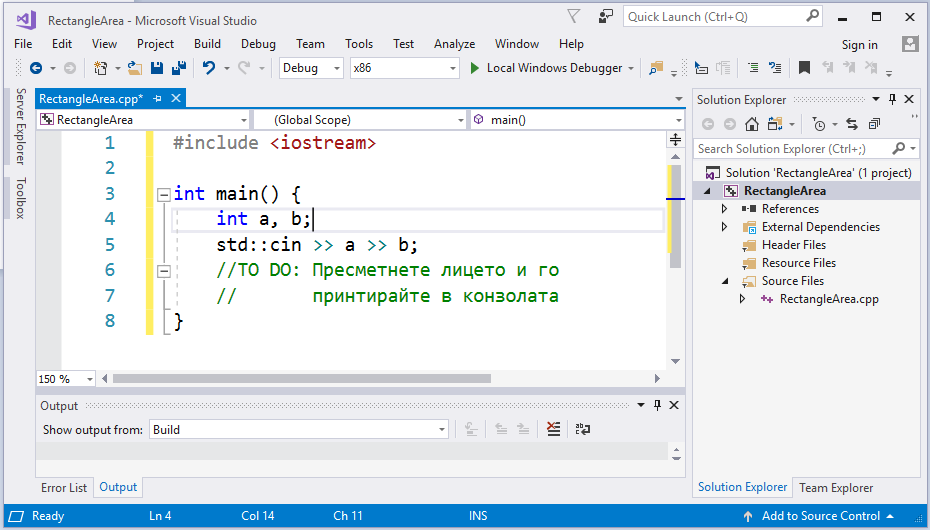 RectangleArea - Microsoft Visual Studio
Quick Launch (Ctrl+Q)
File Edit View Project Build Debug Team Tools Test Analyze Window Help
Sign in
Debug x86 Local Windows Debugger
Server Explorer
Toolbox
RectangleArea.cpp*
RectangleArea (Global Scope) main()
1 #include <iostream>
2
3 int main() {
4 int a, b;
5 std::cin >> a >> b;
6 //TO DO: Пресметнете лицето и го
7 // принтирайте в конзолата
8 }
150 %
Output
Show output from: Build
Error List Output
Solution Explorer
Search Solution Explorer (Ctrl+;)
Solution 'RectangleArea' (1 project)
RectangleArea
References
External Dependencies
Header Files
Resource Files
Source Files
RectangleArea.cpp
Solution Explorer Team Explorer
Ready Ln 4 Col 14 Ch 11 INS Add to Source Control